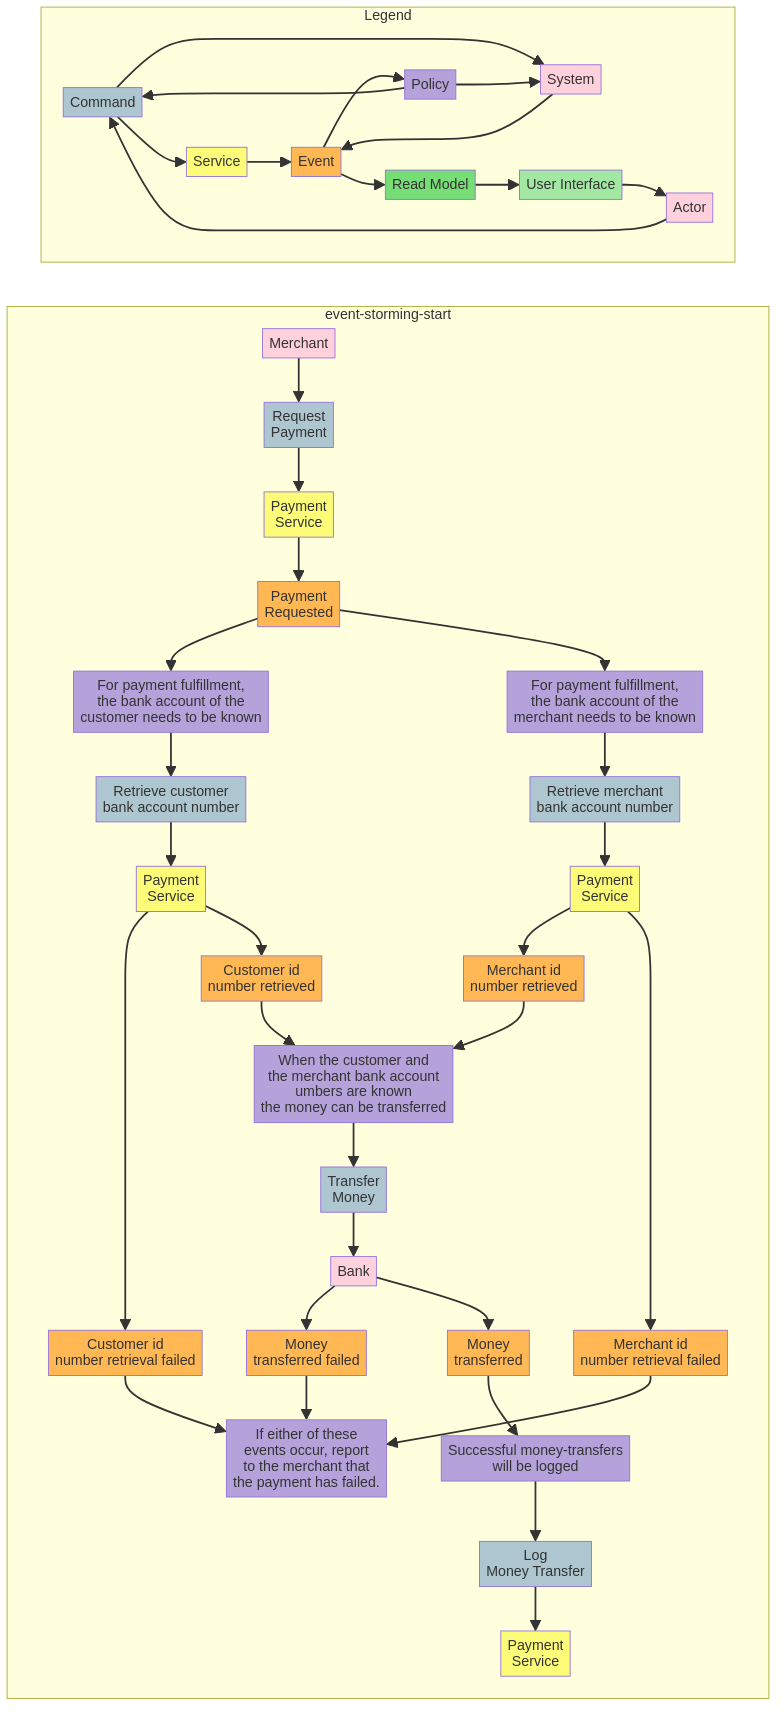 Legend
Command
Policy
System
Service
Event
Read Model
User Interface
Actor
event-storming-start
Merchant
Request
Payment
Payment
Service
Payment
Requested
For payment fulfillment,
the bank account of the
customer needs to be known
For payment fulfillment,
the bank account of the
merchant needs to be known
Retrieve customer
bank account number
Retrieve merchant
bank account number
Payment
Service
Payment
Service
Customer id
number retrieved
Merchant id
number retrieved
When the customer and
the merchant bank account
umbers are known
the money can be transferred
Transfer
Money
Bank
Customer id
number retrieval failed
Money
transferred failed
Money
transferred
Merchant id
number retrieval failed
If either of these
events occur, report
to the merchant that
the payment has failed.
Successful money-transfers
will be logged
Log
Money Transfer
Payment
Service